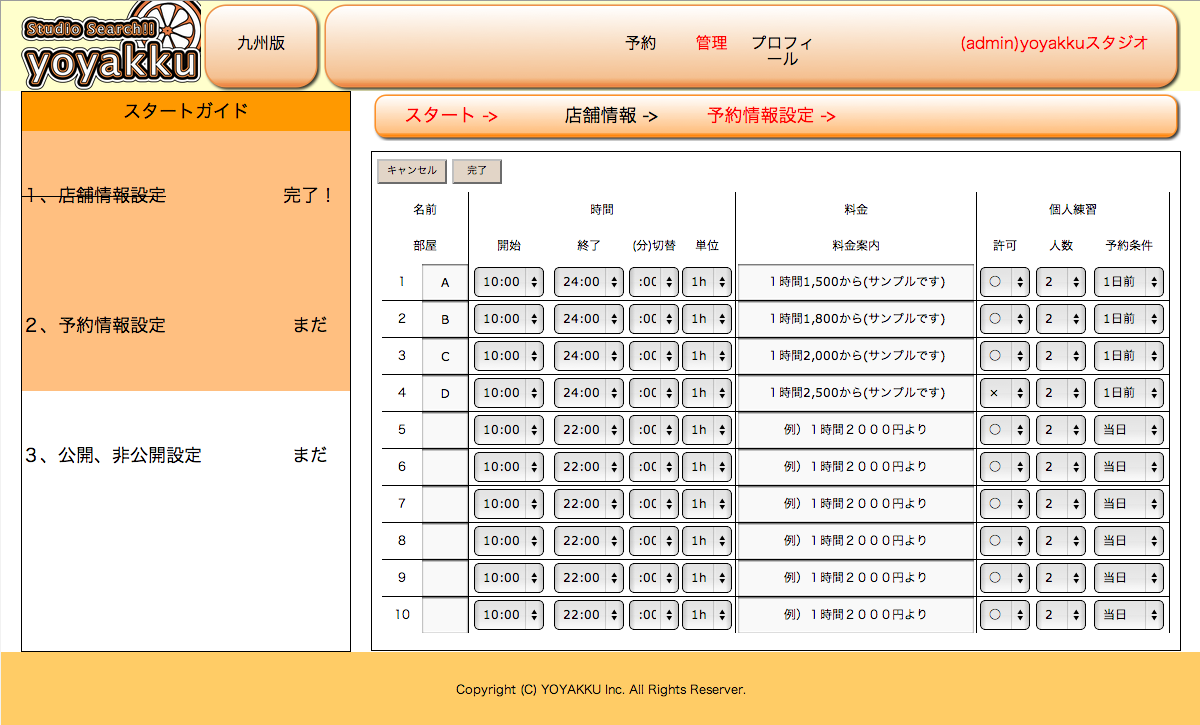 Studio Search!!
yoyakku
九州版
予約 管理 プロフィ
ール
(admin)yoyakkuスタジオ
スタートガイド
1、店舗情報設定 完了！
2、予約情報設定 まだ
3、公開、非公開設定 まだ
スタート -> 店舗情報 -> 予約情報設定 ->
キャンセル 完了
名前 時間 料金 個人練習
部屋 開始 終了 (分)切替 単位 料金案内 許可 人数 予約条件
1 A 10:00 24:00 :00 1h １時間1,500から(サンプルです) ○ 2 1日前
2 B 10:00 24:00 :00 1h １時間1,800から(サンプルです) ○ 2 1日前
3 C 10:00 24:00 :00 1h １時間2,000から(サンプルです) ○ 2 1日前
4 D 10:00 24:00 :00 1h １時間2,500から(サンプルです) × 2 1日前
5 10:00 22:00 :00 1h 例）１時間２０００円より ○ 2 当日
6 10:00 22:00 :00 1h 例）１時間２０００円より ○ 2 当日
7 10:00 22:00 :00 1h 例）１時間２０００円より ○ 2 当日
8 10:00 22:00 :00 1h 例）１時間２０００円より ○ 2 当日
9 10:00 22:00 :00 1h 例）１時間２０００円より ○ 2 当日
10 10:00 22:00 :00 1h 例）１時間２０００円より ○ 2 当日
Copyright (C) YOYAKKU Inc. All Rights Reserver.